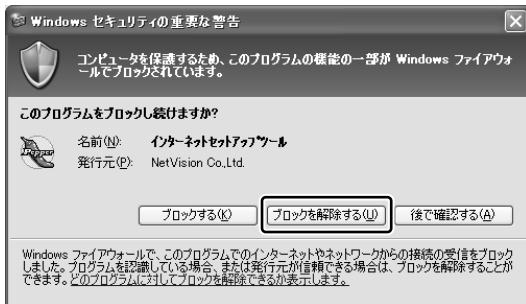 Windows セキュリティの重要な警告
コンピュータを保護するため、このプログラムの機能の一部が Windows ファイアウォ
ールでブロックされています。
このプログラムをブロックし続けますか?
名前(N): インターネットセットアップツール
発行元(P): NetVision Co.,Ltd.
ブロックする(K) ブロックを解除する(U) 後で確認する(A)
Windows ファイアウォールで、このプログラムでのインターネットやネットワークからの接続の受信をブロック
しました。プログラムを認識している場合、または発行元が信頼できる場合は、ブロックを解除することが
できます。どのプログラムに対してブロックを解除できるか表示します。